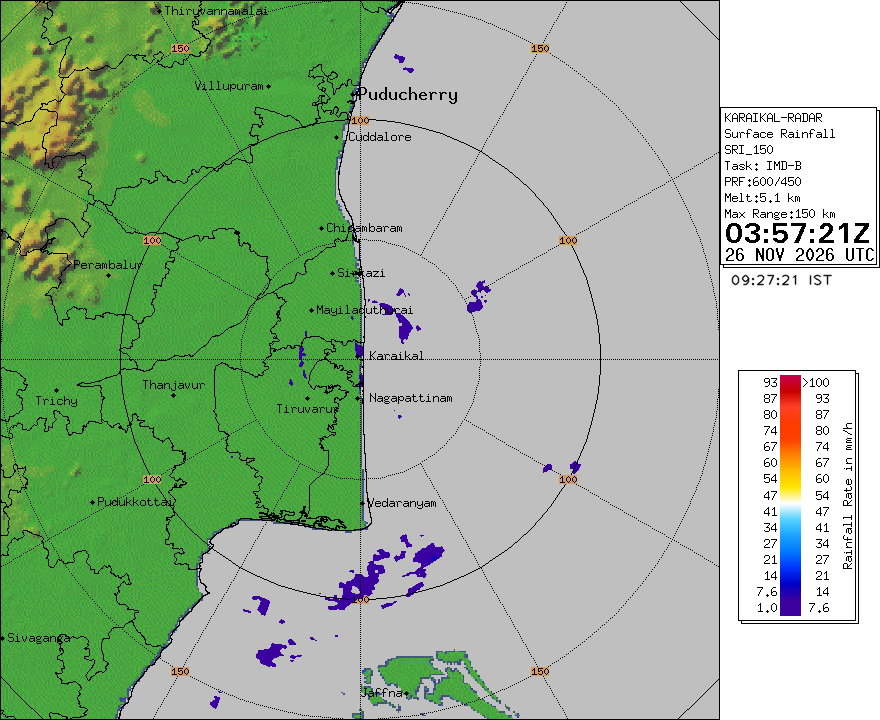 Thiruvannamalai
150
150
Villupuram
Puducherry
100
Cuddalore
Chidambaram
100
100
Perambalur
Sirkazi
Mayiladuthurai
Karaikal
Thanjavur
Trichy
Tiruvarur
Nagapattinam
100
100
Pudukkottai
Vedaranyam
100
Sivaganga
150
150
Jaffna
KARAIKAL-RADAR
Surface Rainfall
SRI_150
Task: IMD-B
PRF:600/450
Melt:5.1 km
Max Range:150 km
03:57:21Z
26 NOV 2026 UTC
09:27:21 IST
93 >100
87 93
80 87
74 80
67 74
60 67
54 60
47 54
41 47
34 41
27 34
21 27
14 21
7.6 14
1.0 7.6
Rainfall Rate in mm/h